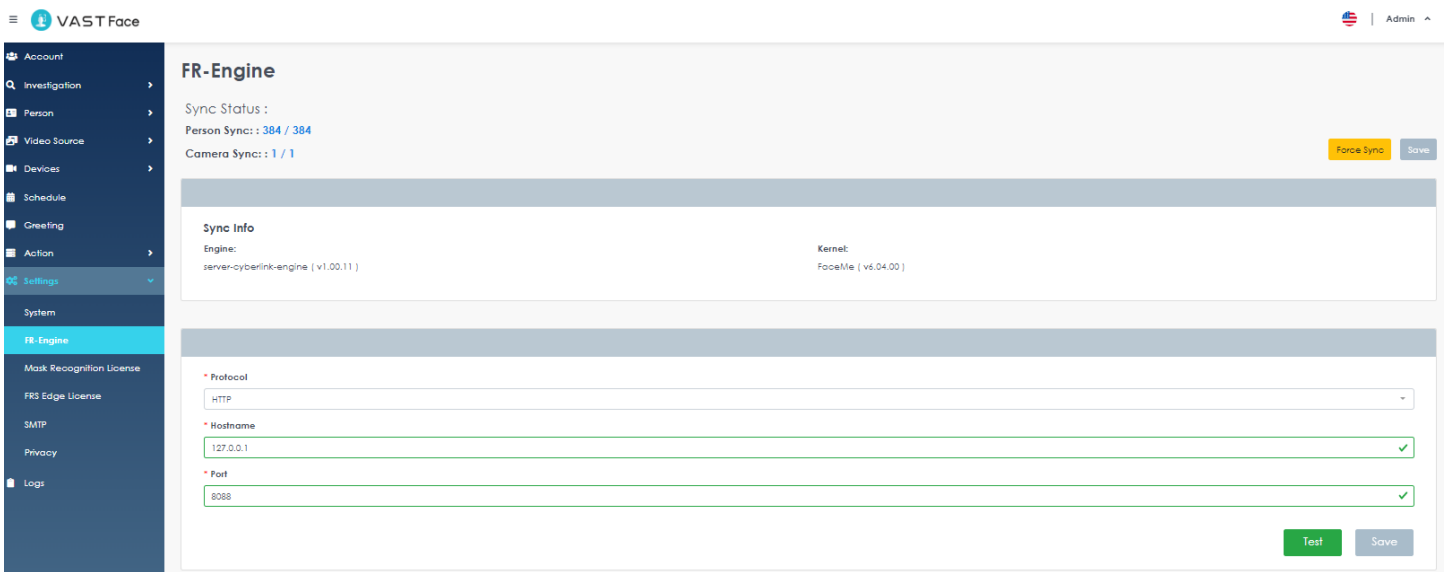 VAST Face
Admin
Account
Investigation
Person
Video Source
Devices
Schedule
Greeting
Action
Settings
System
FR-Engine
Mask Recognition License
FRS Edge License
SMTP
Privacy
Logs
FR-Engine
Sync Status :
Person Sync: : 384 / 384
Camera Sync: : 1 / 1
Force Sync
Save
Sync Info
Engine:
server-cyberlink-engine ( v1.00.11 )
Kernel:
FaceMe ( v6.04.00 )
* Protocol
HTTP
* Hostname
127.0.0.1
* Port
8088
Test
Save